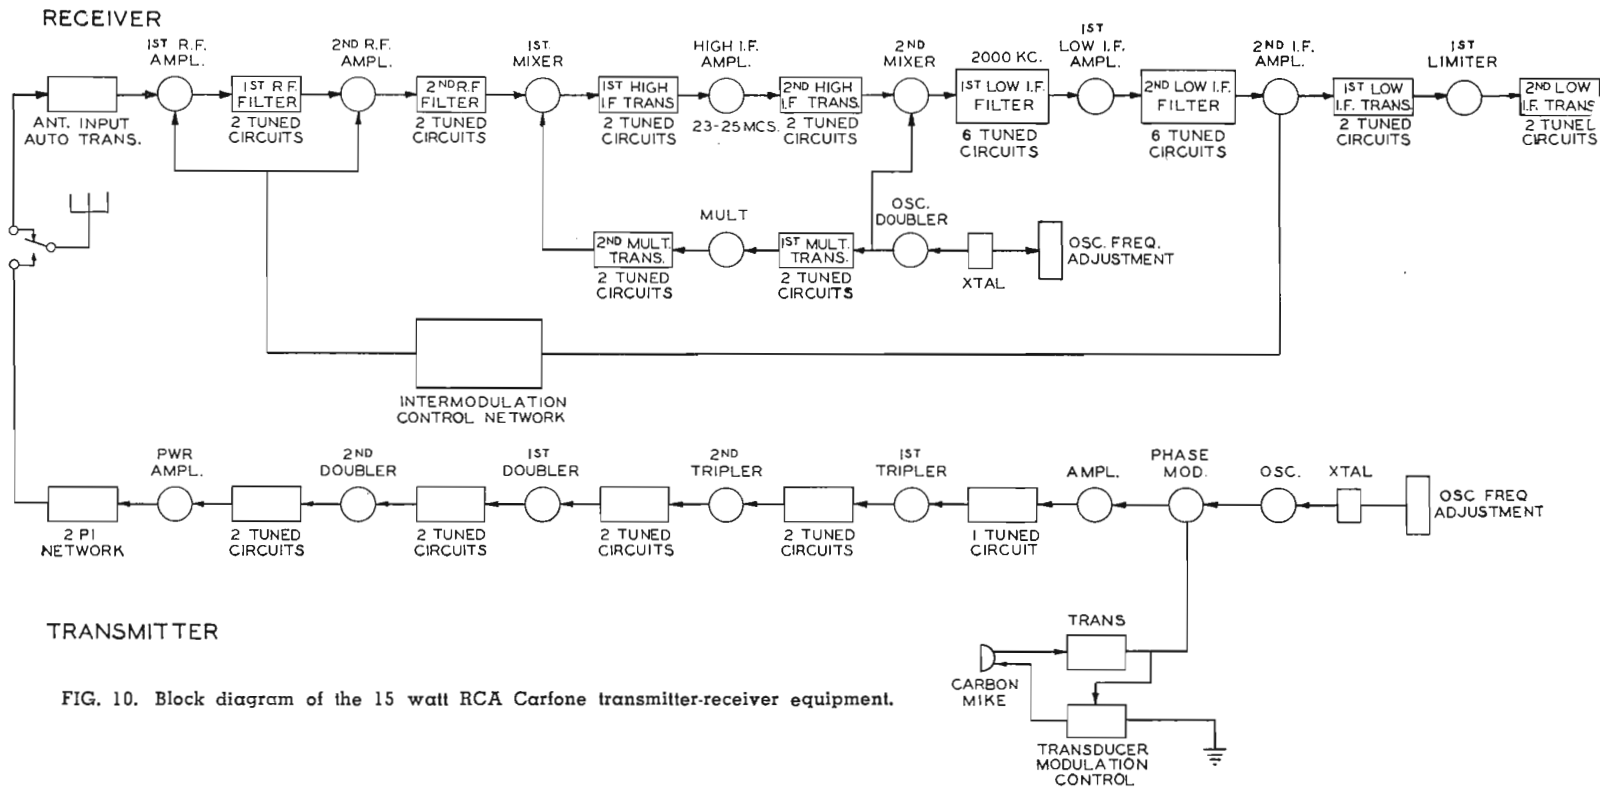 RECEIVER
1ST R.F.
AMPL.
2ND R.F.
AMPL.
1ST
MIXER
HIGH I.F.
AMPL.
2ND
MIXER
2000 KC.
1ST
LOW I.F.
AMPL.
2ND I.F.
AMPL.
1ST
LIMITER
ANT. INPUT
AUTO TRANS.
1ST R.F.
FILTER
2 TUNED
CIRCUITS
2ND R.F
FILTER
2 TUNED
CIRCUITS
1ST HIGH
I.F TRANS.
2 TUNED
CIRCUITS
23-25 MCS.
2ND HIGH
I.F TRANS.
2 TUNED
CIRCUITS
1ST LOW I.F.
FILTER
6 TUNED
CIRCUITS
2ND LOW I.F.
FILTER
6 TUNED
CIRCUITS
1ST LOW
I.F. TRANS.
2 TUNED
CIRCUITS
2ND LOW
I.F. TRANS
2 TUNED
CIRCUITS
2ND MULT.
TRANS.
2 TUNED
CIRCUITS
MULT
1ST MULT.
TRANS.
2 TUNED
CIRCUITS
OSC.
DOUBLER
XTAL
OSC. FREQ.
ADJUSTMENT
INTERMODULATION
CONTROL NETWORK
2 PI
NETWORK
PWR
AMPL.
2 TUNED
CIRCUITS
2ND
DOUBLER
2 TUNED
CIRCUITS
1ST
DOUBLER
2 TUNED
CIRCUITS
2ND
TRIPLER
2 TUNED
CIRCUITS
1ST
TRIPLER
1 TUNED
CIRCUIT
AMPL.
PHASE
MOD.
OSC.
XTAL
OSC FREQ
ADJUSTMENT
TRANSMITTER
TRANS
CARBON
MIKE
TRANSDUCER
MODULATION
CONTROL
FIG. 10. Block diagram of the 15 watt RCA Carfone transmitter-receiver equipment.